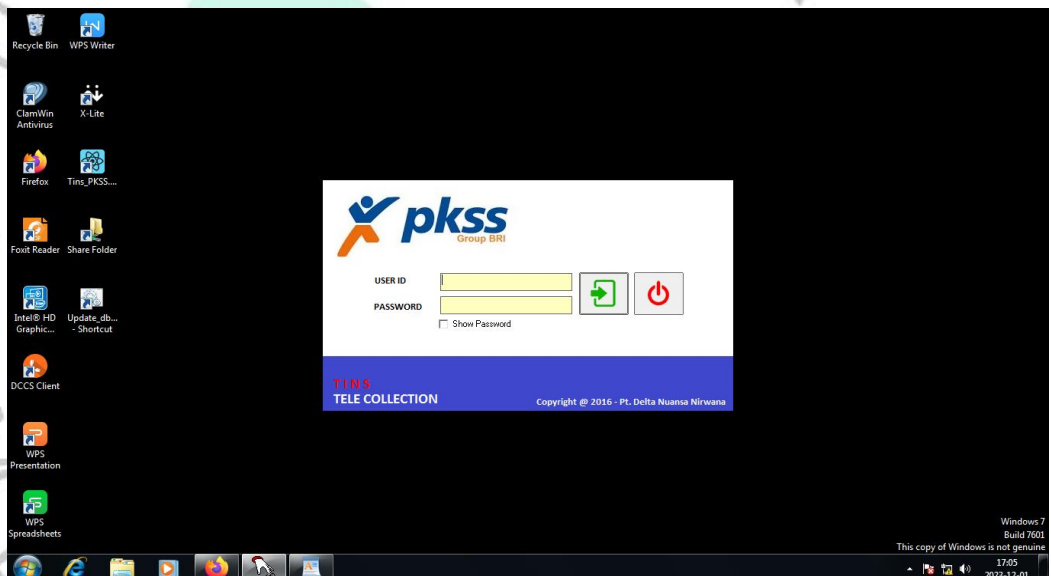 Recycle Bin
WPS Writer
ClamWin
Antivirus
X-Lite
Firefox
Tins_PKSS....
Foxit Reader
Share Folder
Intel® HD
Graphic...
Update_db...
- Shortcut
DCCS Client
WPS
Presentation
WPS
Spreadsheets
pkss
Group BRI
USER ID
PASSWORD
Show Password
TINS
TELE COLLECTION
Copyright @ 2016 - Pt. Delta Nuansa Nirwana
Windows 7
Build 7601
This copy of Windows is not genuine
17:05